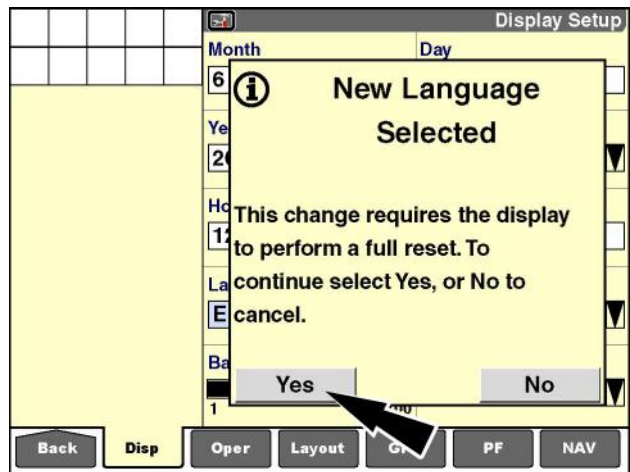 Display Setup
Month Day
6
New Language
Selected
This change requires the display
to perform a full reset. To
continue select Yes, or No to
cancel.
Yes No
1
Back Disp Oper Layout PF NAV